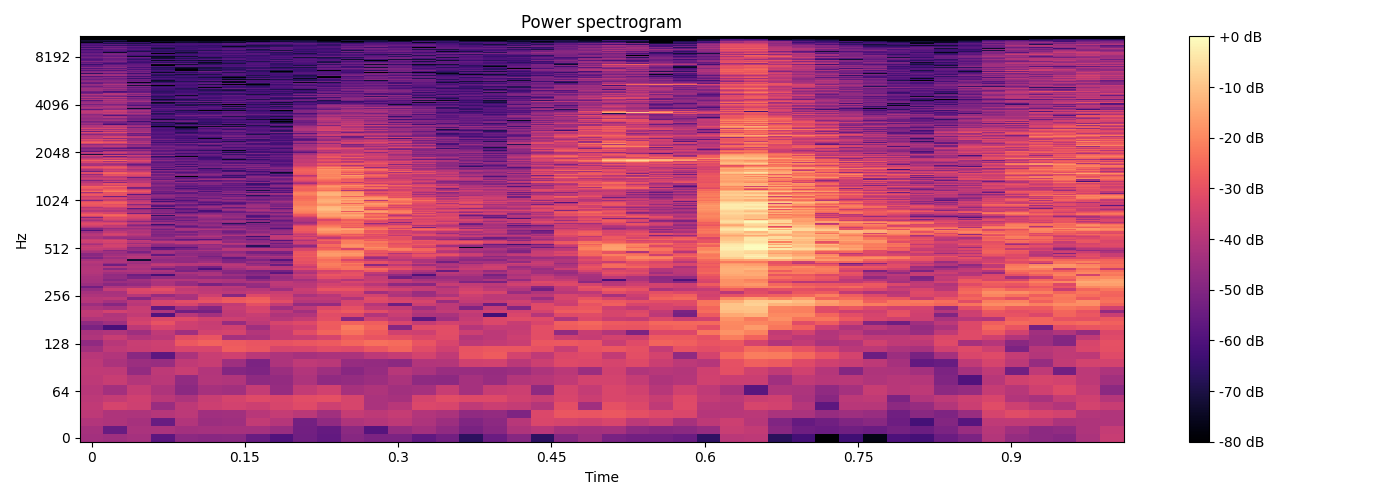 Power spectrogram
Hz
8192
4096
2048
1024
512
256
128
64
0
0 0.15 0.3 0.45 0.6 0.75 0.9
Time
+0 dB
-10 dB
-20 dB
-30 dB
-40 dB
-50 dB
-60 dB
-70 dB
-80 dB